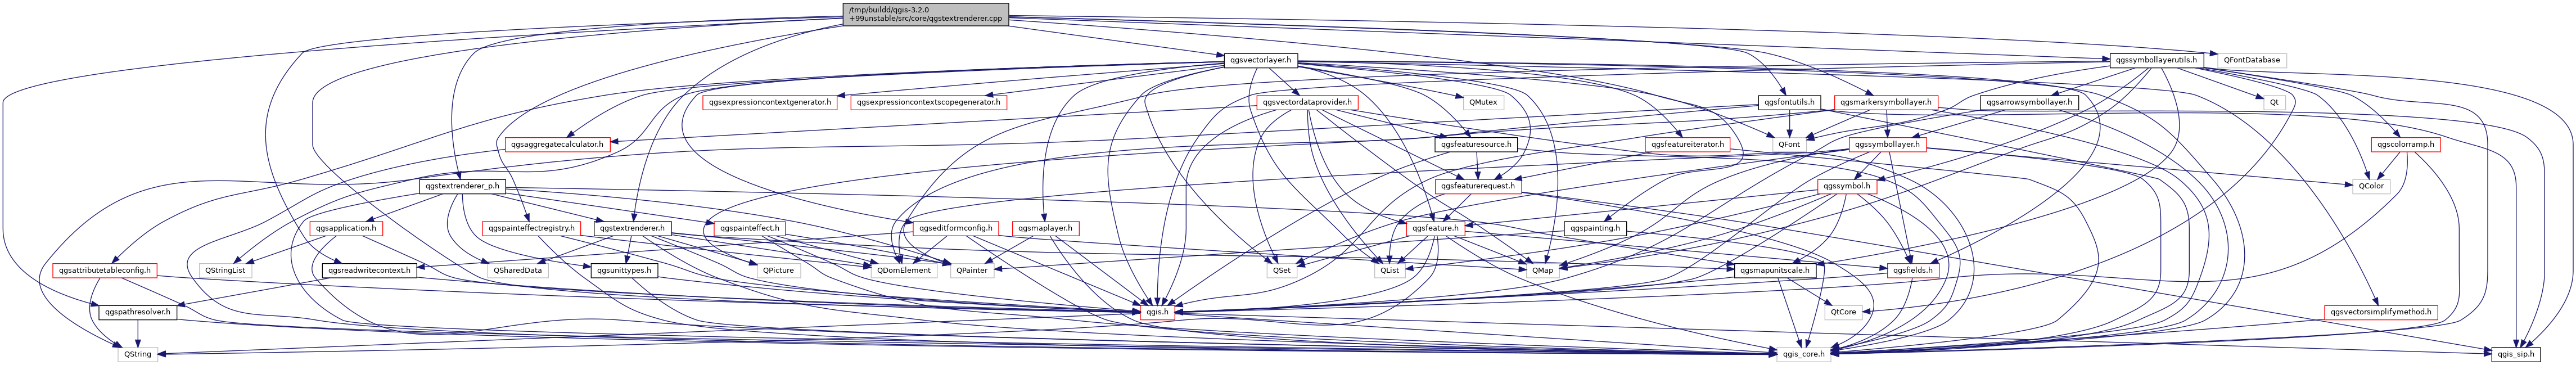 /tmp/buildd/qgis-3.2.0
+99unstable/src/core/qgstextrenderer.cpp
qgsvectorlayer.h
qgssymbollayerutils.h
QFontDatabase
qgsexpressioncontextgenerator.h
qgsexpressioncontextscopegenerator.h
qgsvectordataprovider.h
QMutex
qgsfontutils.h
qgsmarkersymbollayer.h
qgsarrowsymbollayer.h
Qt
qgsaggregatecalculator.h
qgsfeaturesource.h
qgsfeatureiterator.h
QFont
qgssymbollayer.h
qgscolorramp.h
qgstextrenderer_p.h
qgsfeaturerequest.h
qgssymbol.h
QColor
qgsapplication.h
qgspainteffectregistry.h
qgstextrenderer.h
qgspainteffect.h
qgseditformconfig.h
qgsmaplayer.h
qgsfeature.h
qgspainting.h
qgsattributetableconfig.h
QStringList
qgsreadwritecontext.h
QSharedData
qgsunittypes.h
QPicture
QDomElement
QPainter
QSet
QList
QMap
qgsmapunitscale.h
qgsfields.h
qgspathresolver.h
qgis.h
QtCore
qgsvectorsimplifymethod.h
QString
qgis_core.h
qgis_sip.h